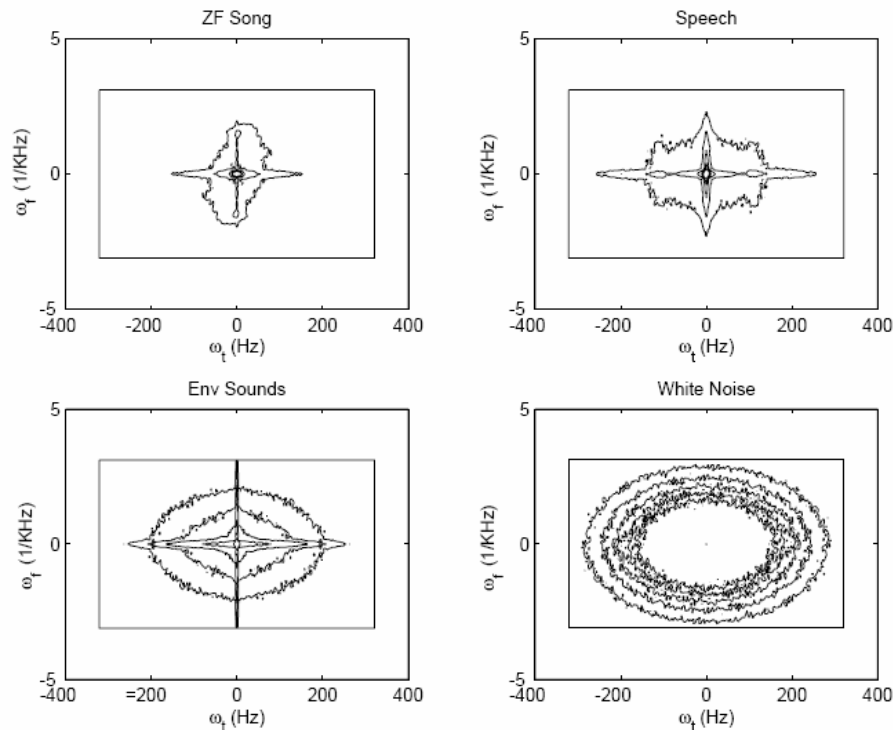 ZF Song
Speech
5
0
-5
ω_f (1/KHz)
-400 -200 0 200 400
ω_t (Hz)
5
0
-5
ω_f (1/KHz)
-400 -200 0 200 400
ω_t (Hz)
Env Sounds
White Noise
5
0
-5
ω_f (1/KHz)
-400 =200 0 200 400
ω_t (Hz)
5
0
-5
ω_f (1/KHz)
-400 -200 0 200 400
ω_t (Hz)